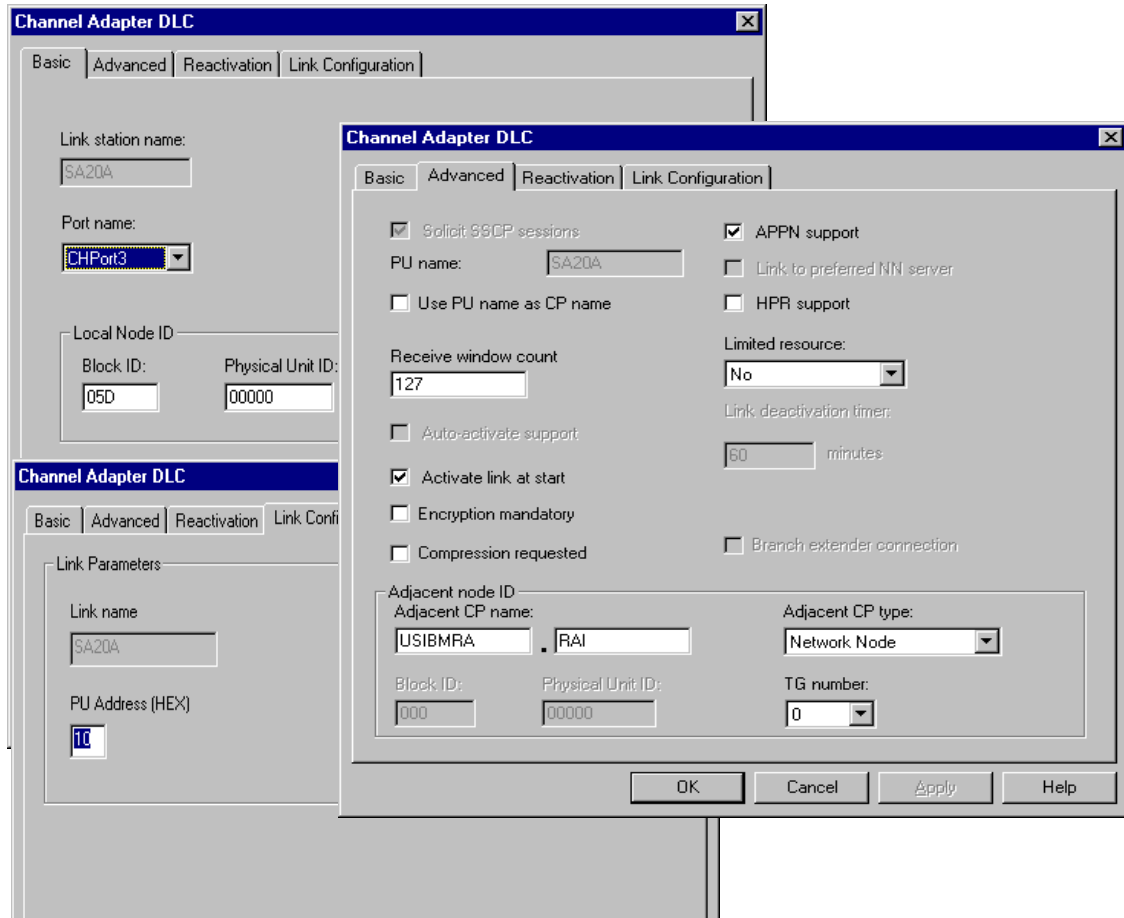 Channel Adapter DLC
Basic Advanced Reactivation Link Configuration
Link station name:
SA20A
Port name:
CHPort3
Local Node ID
Block ID: Physical Unit ID:
05D 00000
Channel Adapter DLC
Basic Advanced Reactivation Link Configuration
Solicit SSCP sessions
PU name: SA20A
Use PU name as CP name
Receive window count
127
Auto-activate support
Activate link at start
Encryption mandatory
Compression requested
APPN support
Link to preferred NN server
HPR support
Limited resource:
No
Link deactivation timer:
60 minutes
Branch extender connection
Adjacent node ID
Adjacent CP name: Adjacent CP type:
USIBMRA . RAI Network Node
Block ID: Physical Unit ID: TG number:
000 00000 0
OK Cancel Apply Help
Channel Adapter DLC
Basic Advanced Reactivation Link Confi
Link Parameters
Link name
SA20A
PU Address (HEX)
10